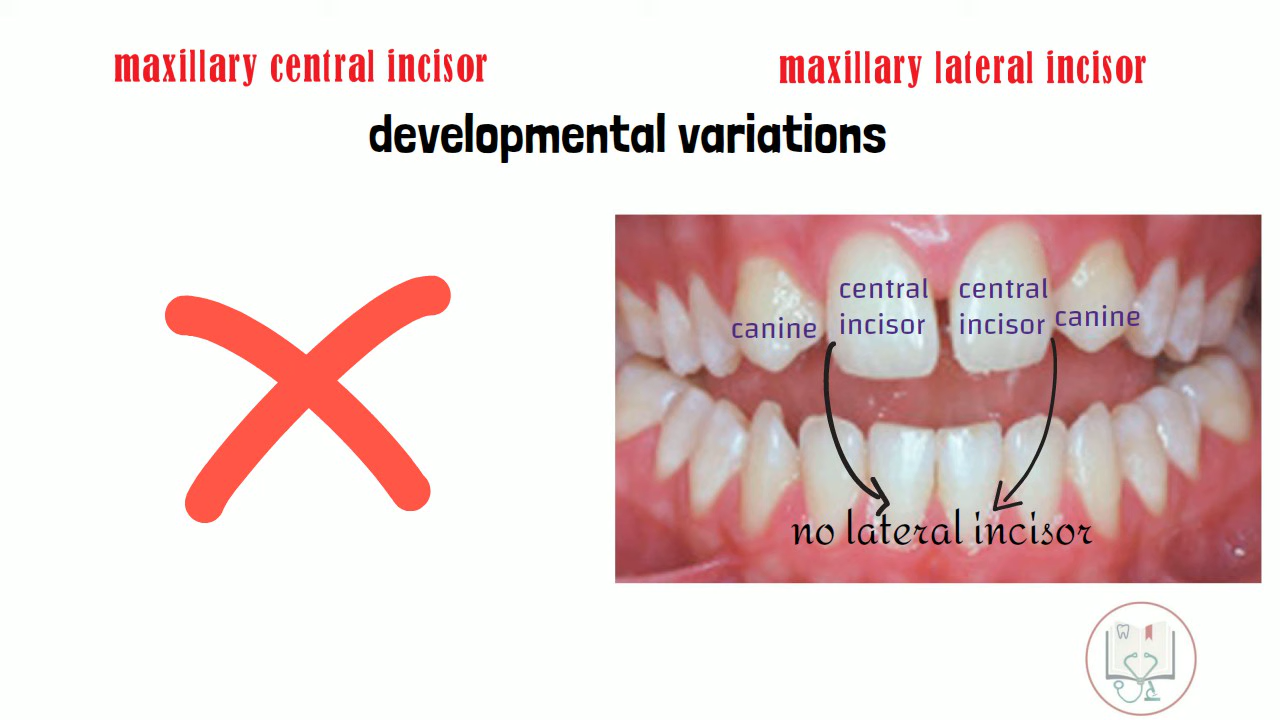 maxillary central incisor
maxillary lateral incisor
developmental variations
central
incisor
central
incisor
canine
canine
no lateral incisor